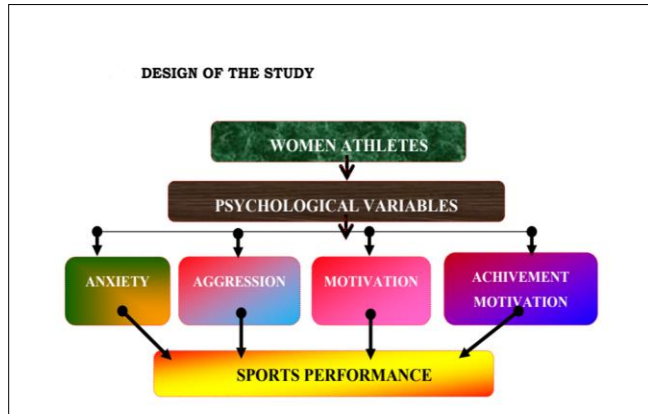 DESIGN OF THE STUDY
WOMEN ATHLETES
PSYCHOLOGICAL VARIABLES
ANXIETY
AGGRESSION
MOTIVATION
ACHIVEMENT
MOTIVATION
SPORTS PERFORMANCE